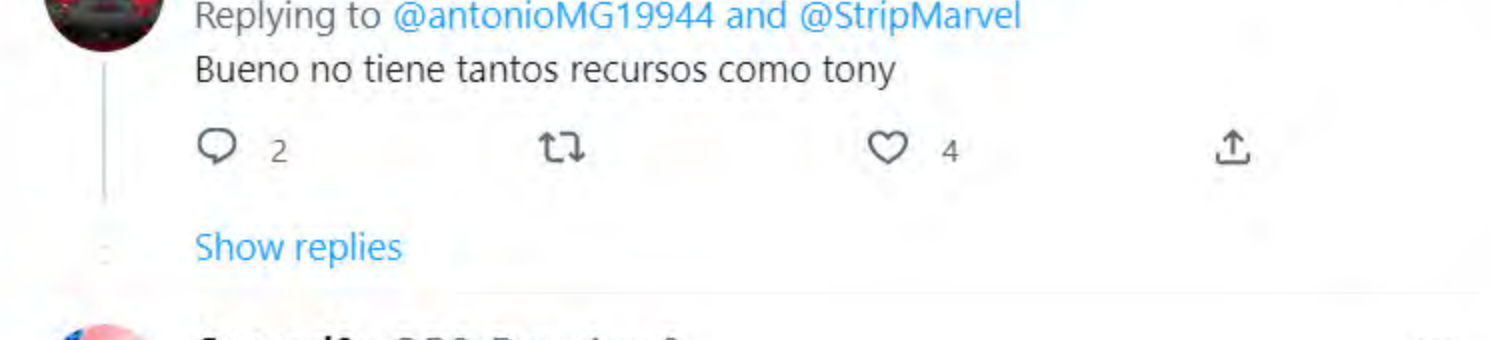 Replying to @antonioMG19944 and @StripMarvel
Bueno no tiene tantos recursos como tony
2 4
Show replies